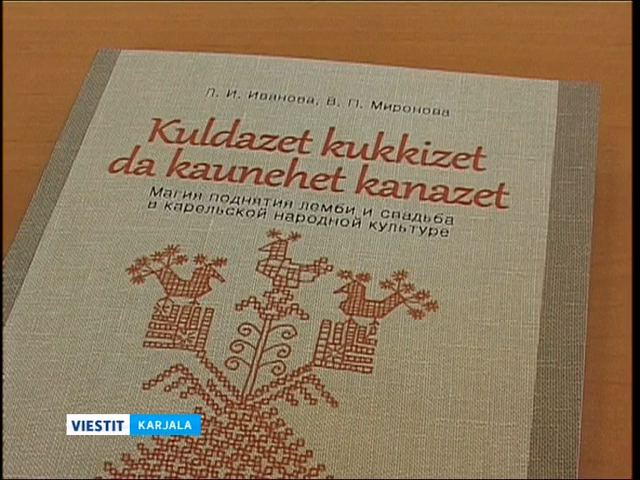 Л. И. Иванова, В. П. Миронова
Kuldazet kukkizet
da kaunehet kanazet
Магия поднятия лемби и свадьба
в карельской народной культуре
VIESTIT KARJALA